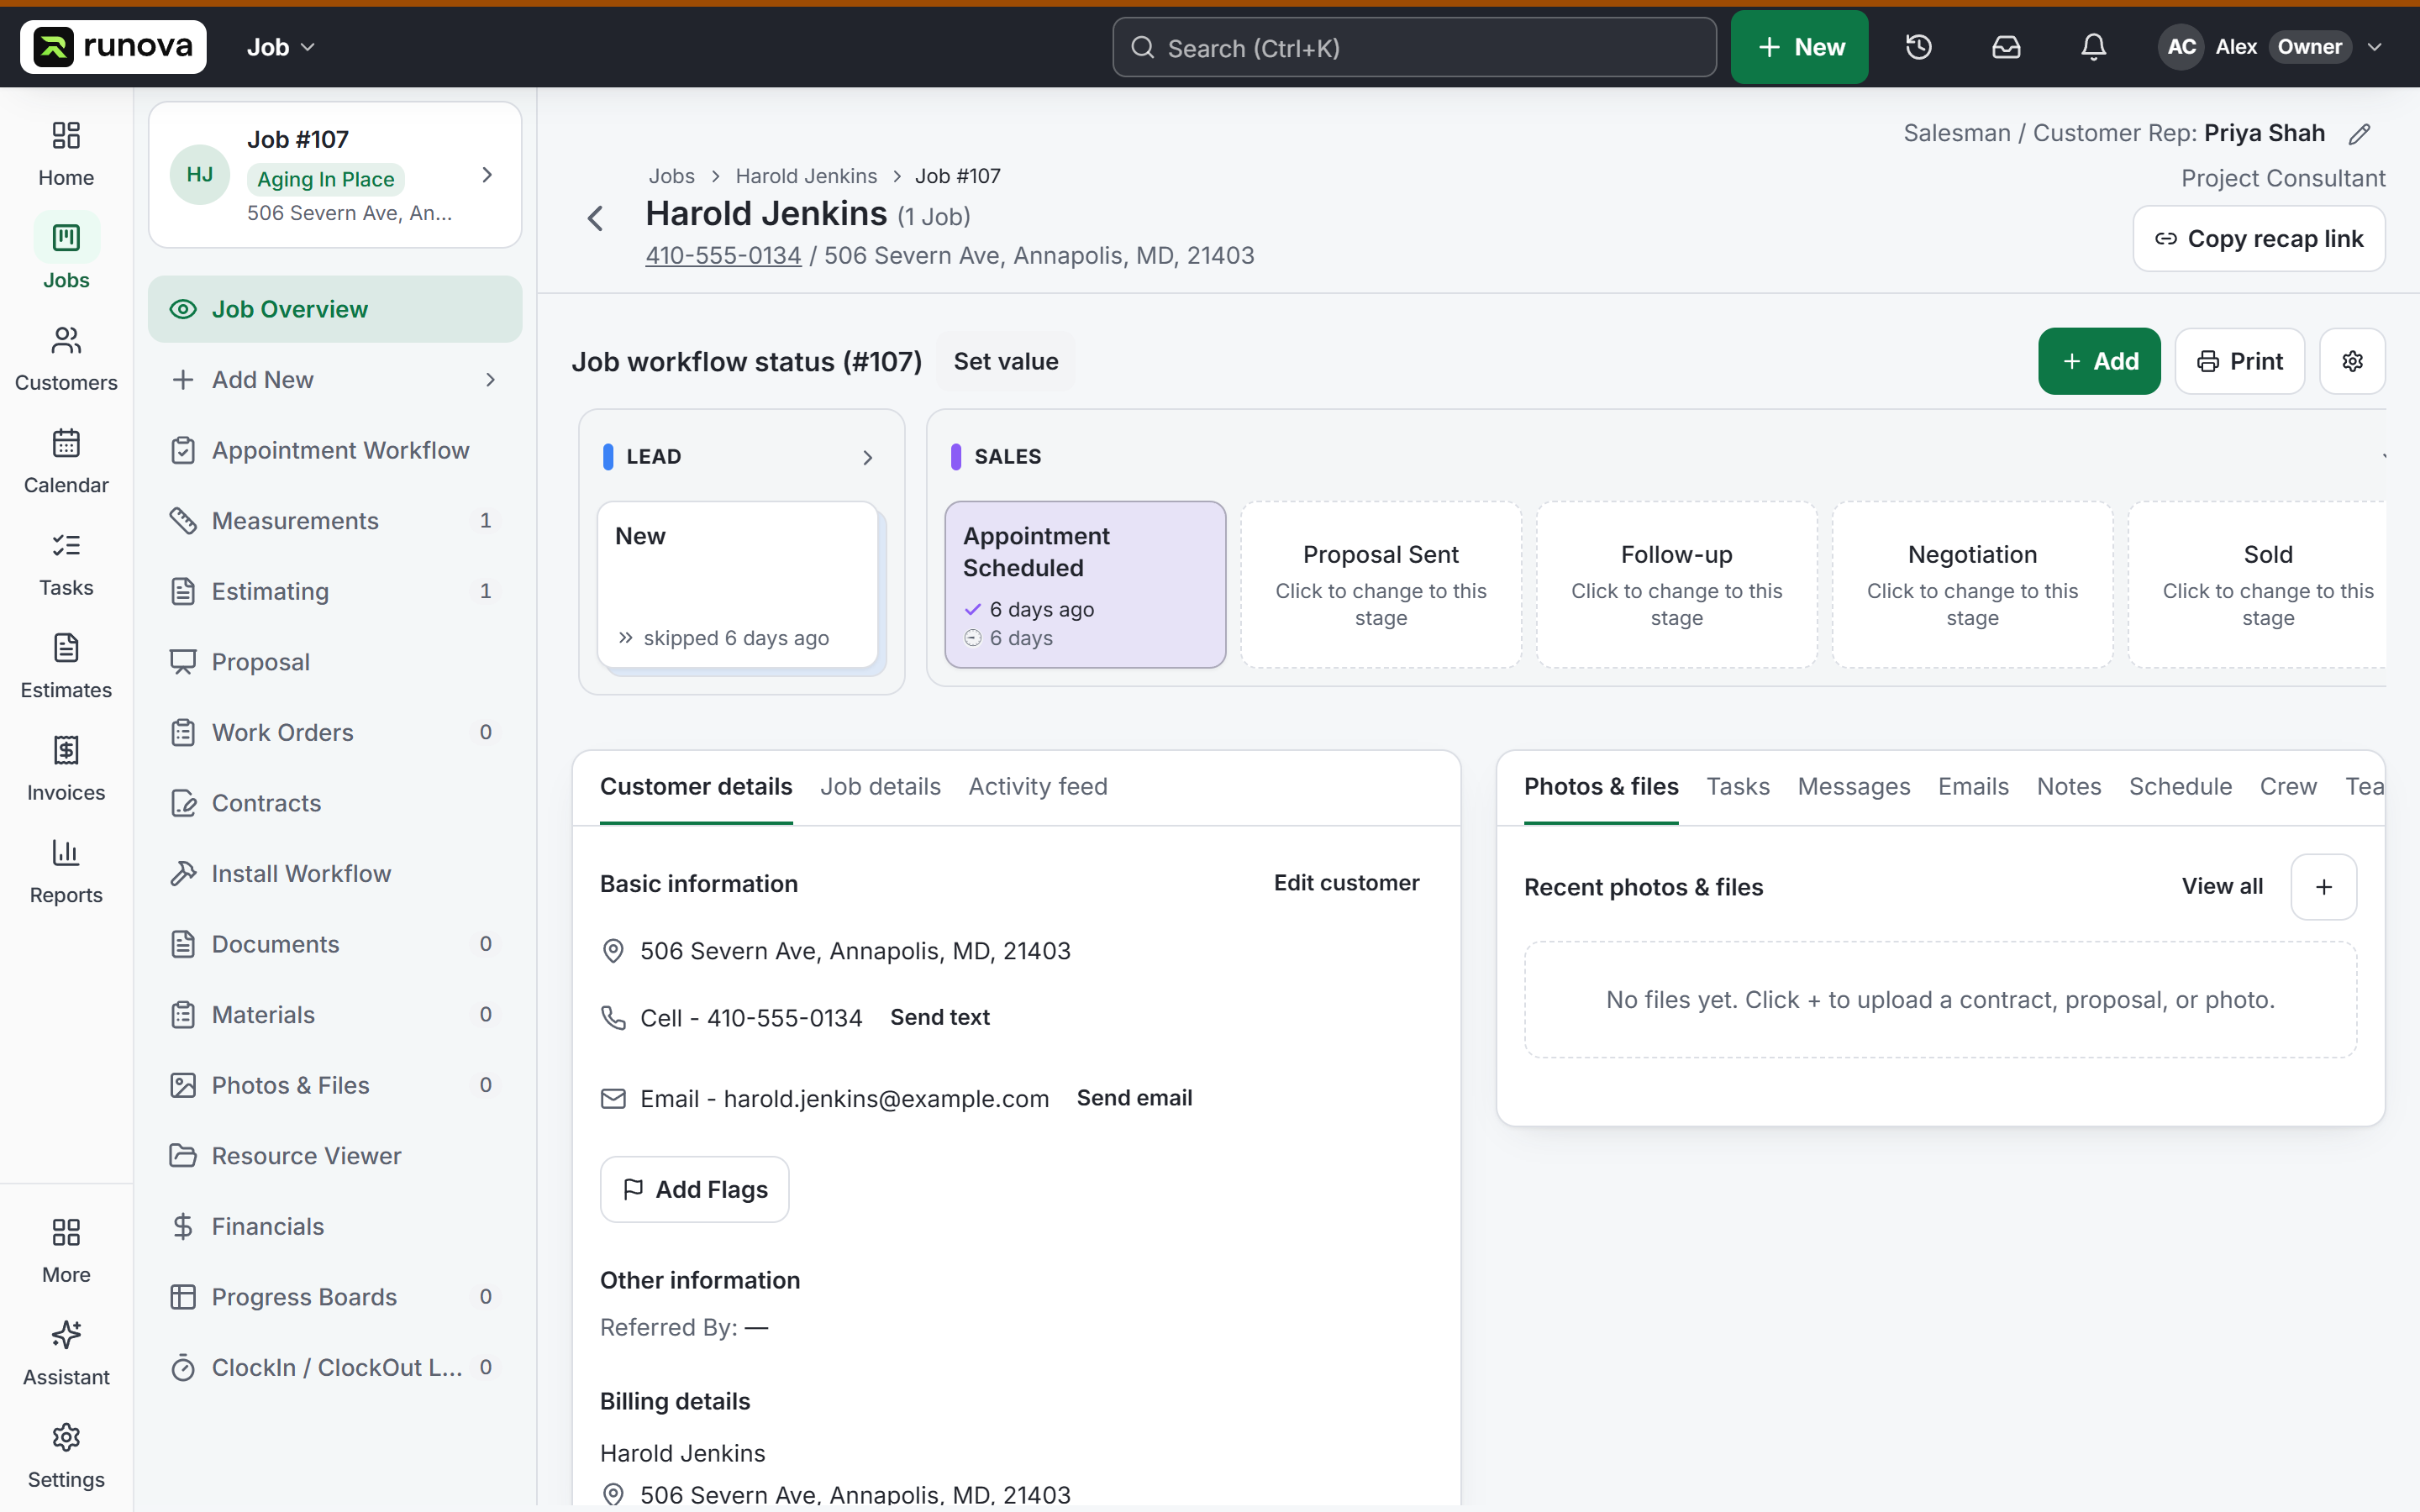 runova
Job
Search (Ctrl+K)
New
AC
Alex
Owner
Home
Jobs
Customers
Calendar
Tasks
Estimates
Invoices
Reports
More
Assistant
Settings
HJ
Job #107
Aging In Place
506 Severn Ave, An...
Job Overview
Add New
Appointment Workflow
Measurements 1
Estimating 1
Proposal
Work Orders 0
Contracts
Install Workflow
Documents 0
Materials 0
Photos & Files 0
Resource Viewer
Financials
Progress Boards 0
ClockIn / ClockOut L... 0
Salesman / Customer Rep: Priya Shah
Project Consultant
Copy recap link
Jobs > Harold Jenkins > Job #107
Harold Jenkins (1 Job)
410-555-0134 / 506 Severn Ave, Annapolis, MD, 21403
Job workflow status (#107)
Set value
+ Add
Print
LEAD
New
skipped 6 days ago
SALES
Appointment
Scheduled
6 days ago
6 days
Proposal Sent
Click to change to this
stage
Follow-up
Click to change to this
stage
Negotiation
Click to change to this
stage
Sold
Click to change to this
stage
Customer details
Job details
Activity feed
Basic information
Edit customer
506 Severn Ave, Annapolis, MD, 21403
Cell - 410-555-0134
Send text
Email - harold.jenkins@example.com
Send email
Add Flags
Other information
Referred By: —
Billing details
Harold Jenkins
506 Severn Ave, Annapolis, MD, 21403
Photos & files
Tasks
Messages
Emails
Notes
Schedule
Crew
Tea
Recent photos & files
View all
+
No files yet. Click + to upload a contract, proposal, or photo.